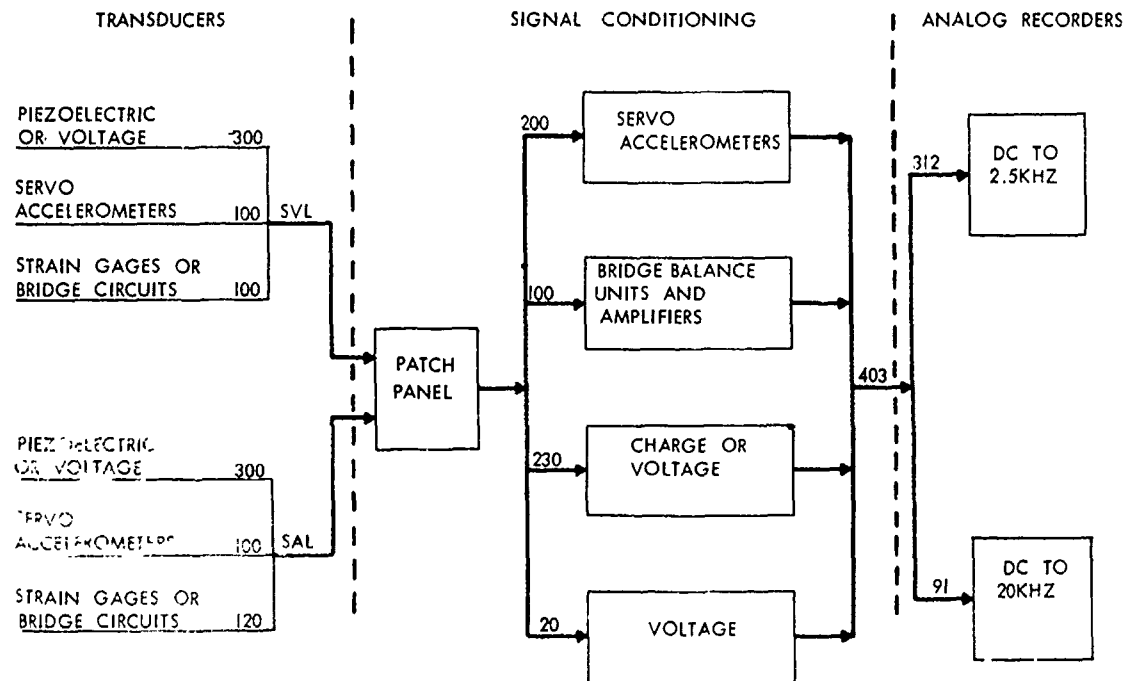 TRANSDUCERS
SIGNAL CONDITIONING
ANALOG RECORDERS
PIEZOELECTRIC
OR VOLTAGE 300
SERVO
ACCELEROMETERS 100
SVL
STRAIN GAGES OR
BRIDGE CIRCUITS 100
PIEZOELECTRIC
OR VOLTAGE 300
SERVO
ACCELEROMETERS 100
SAL
STRAIN GAGES OR
BRIDGE CIRCUITS 120
PATCH
PANEL
200
SERVO
ACCELEROMETERS
100
BRIDGE BALANCE
UNITS AND
AMPLIFIERS
230
CHARGE OR
VOLTAGE
20
VOLTAGE
403
312
DC TO
2.5KHZ
91
DC TO
20KHZ